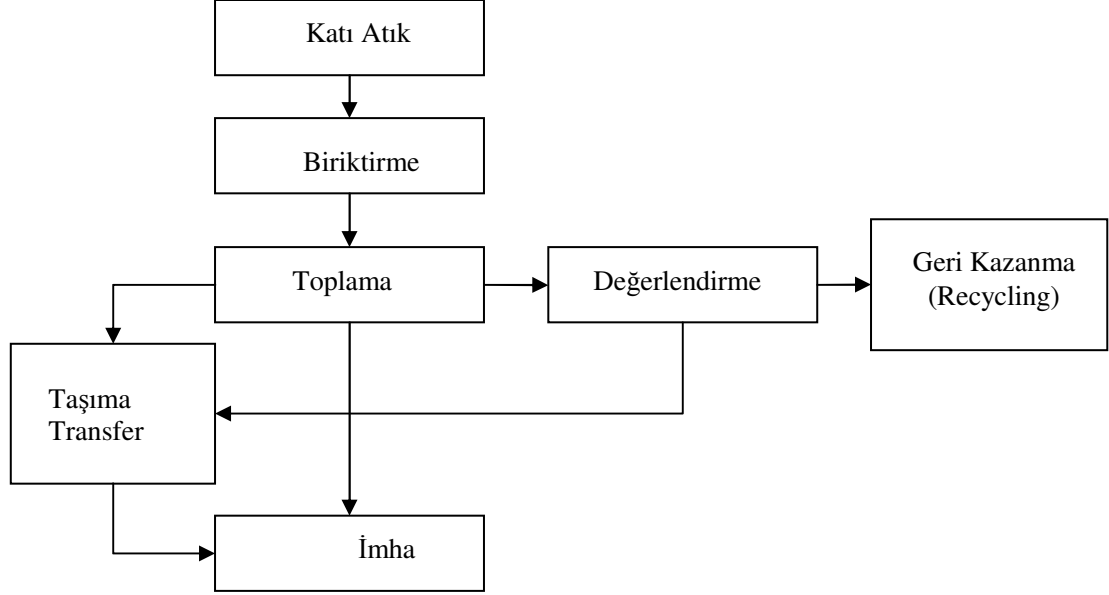 Katı Atık
Biriktirme
Toplama
Değerlendirme
Geri Kazanma
(Recycling)
Taşıma
Transfer
İmha